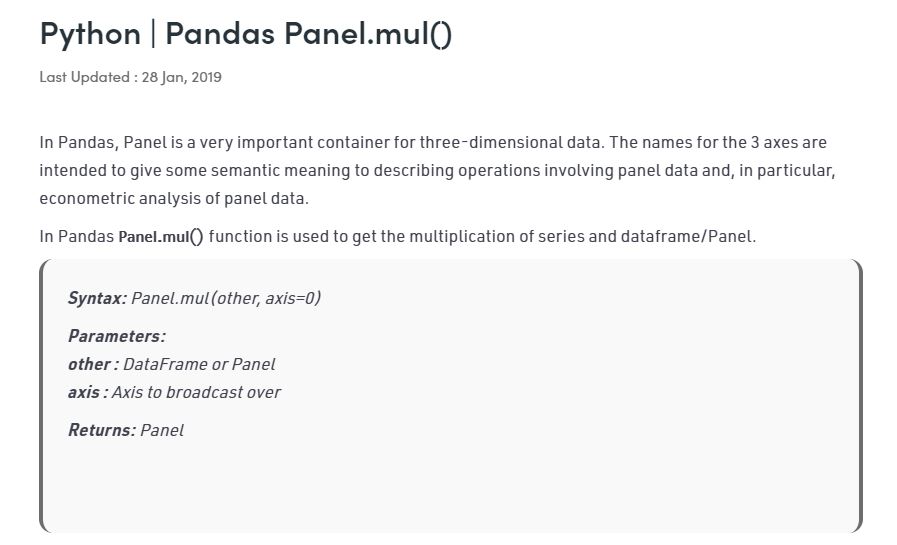 Python | Pandas Panel.mul()
Last Updated : 28 Jan, 2019
In Pandas, Panel is a very important container for three-dimensional data. The names for the 3 axes are
intended to give some semantic meaning to describing operations involving panel data and, in particular,
econometric analysis of panel data.
In Pandas Panel.mul() function is used to get the multiplication of series and dataframe/Panel.
Syntax: Panel.mul(other, axis=0)
Parameters:
other : DataFrame or Panel
axis : Axis to broadcast over
Returns: Panel